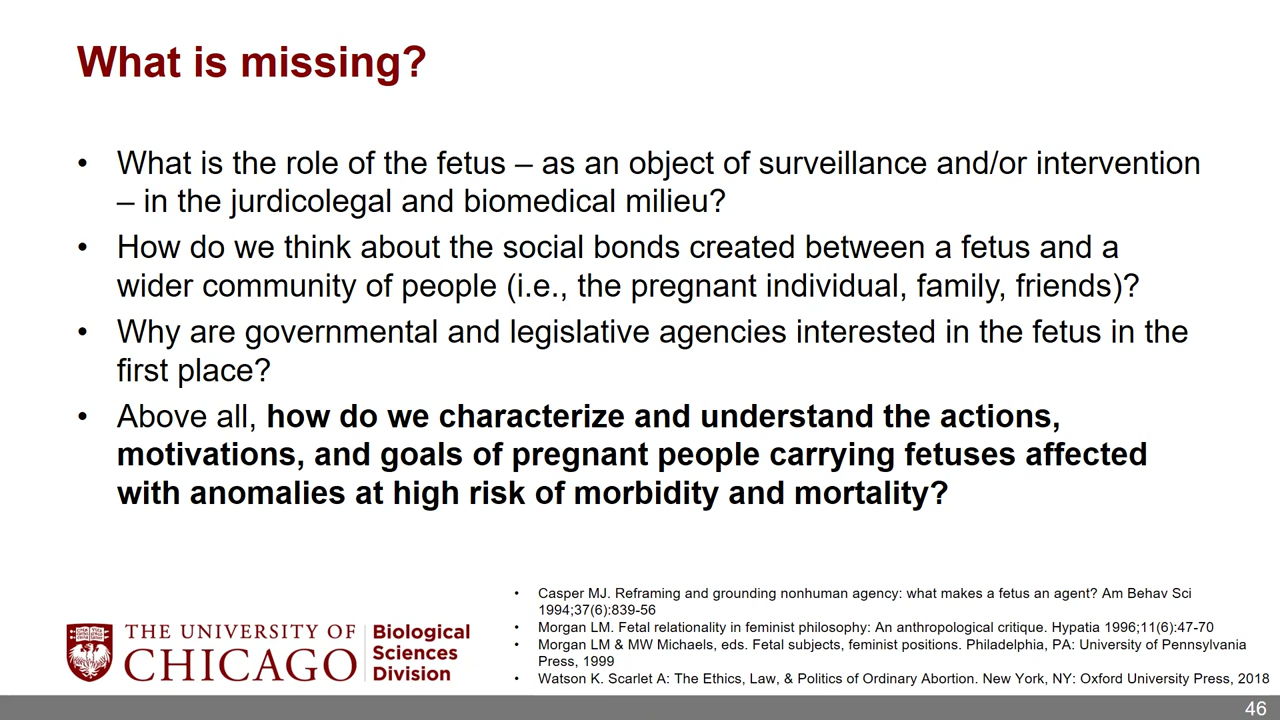 What is missing?
• What is the role of the fetus – as an object of surveillance and/or intervention
– in the jurdicolegal and biomedical milieu?
• How do we think about the social bonds created between a fetus and a
wider community of people (i.e., the pregnant individual, family, friends)?
• Why are governmental and legislative agencies interested in the fetus in the
first place?
• Above all, how do we characterize and understand the actions,
motivations, and goals of pregnant people carrying fetuses affected
with anomalies at high risk of morbidity and mortality?
• Casper MJ. Reframing and grounding nonhuman agency: what makes a fetus an agent? Am Behav Sci
1994;37(6):839-56
• Morgan LM. Fetal relationality in feminist philosophy: An anthropological critique. Hypatia 1996;11(6):47-70
• Morgan LM & MW Michaels, eds. Fetal subjects, feminist positions. Philadelphia, PA: University of Pennsylvania
Press, 1999
• Watson K. Scarlet A: The Ethics, Law, & Politics of Ordinary Abortion. New York, NY: Oxford University Press, 2018
THE UNIVERSITY OF
CHICAGO
Biological
Sciences
Division
46